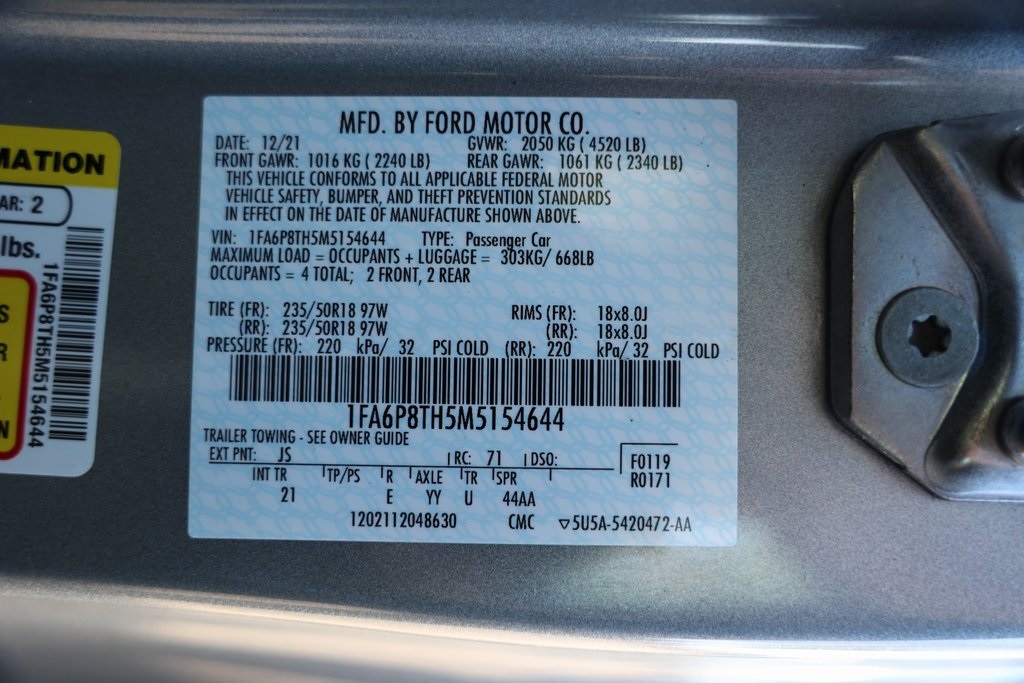 MATION
AR: 2
lbs.
S
R
N
1FA6P8TH5M5154644
MFD. BY FORD MOTOR CO.
DATE: 12/21 GVWR: 2050 KG ( 4520 LB)
FRONT GAWR: 1016 KG ( 2240 LB) REAR GAWR: 1061 KG ( 2340 LB)
THIS VEHICLE CONFORMS TO ALL APPLICABLE FEDERAL MOTOR
VEHICLE SAFETY, BUMPER, AND THEFT PREVENTION STANDARDS
IN EFFECT ON THE DATE OF MANUFACTURE SHOWN ABOVE.
VIN: 1FA6P8TH5M5154644 TYPE: Passenger Car
MAXIMUM LOAD = OCCUPANTS + LUGGAGE = 303KG/ 668LB
OCCUPANTS = 4 TOTAL; 2 FRONT, 2 REAR
TIRE (FR): 235/50R18 97W RIMS (FR): 18x8.0J
(RR): 235/50R18 97W (RR): 18x8.0J
PRESSURE (FR): 220 kPa/ 32 PSI COLD (RR): 220 kPa/ 32 PSI COLD
1FA6P8TH5M5154644
TRAILER TOWING - SEE OWNER GUIDE
EXT PNT: JS RC: 71 DSO: F0119
R0171
INT TR TP/PS R AXLE TR SPR
21 E YY U 44AA
1202112048630 CMC ▽5U5A-5420472-AA